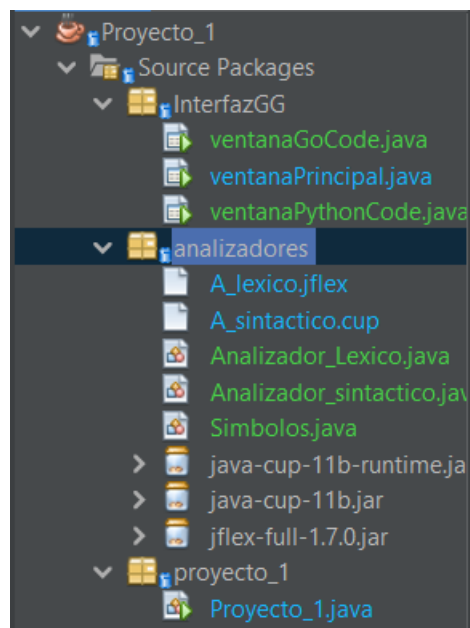 Proyecto_1
Source Packages
InterfazGG
ventanaGoCode.java
ventanaPrincipal.java
ventanaPythonCode.java
analizadores
A_lexico.jflex
A_sintactico.cup
Analizador_Lexico.java
Analizador_sintactico.jav
Simbolos.java
java-cup-11b-runtime.ja
java-cup-11b.jar
jflex-full-1.7.0.jar
proyecto_1
Proyecto_1.java